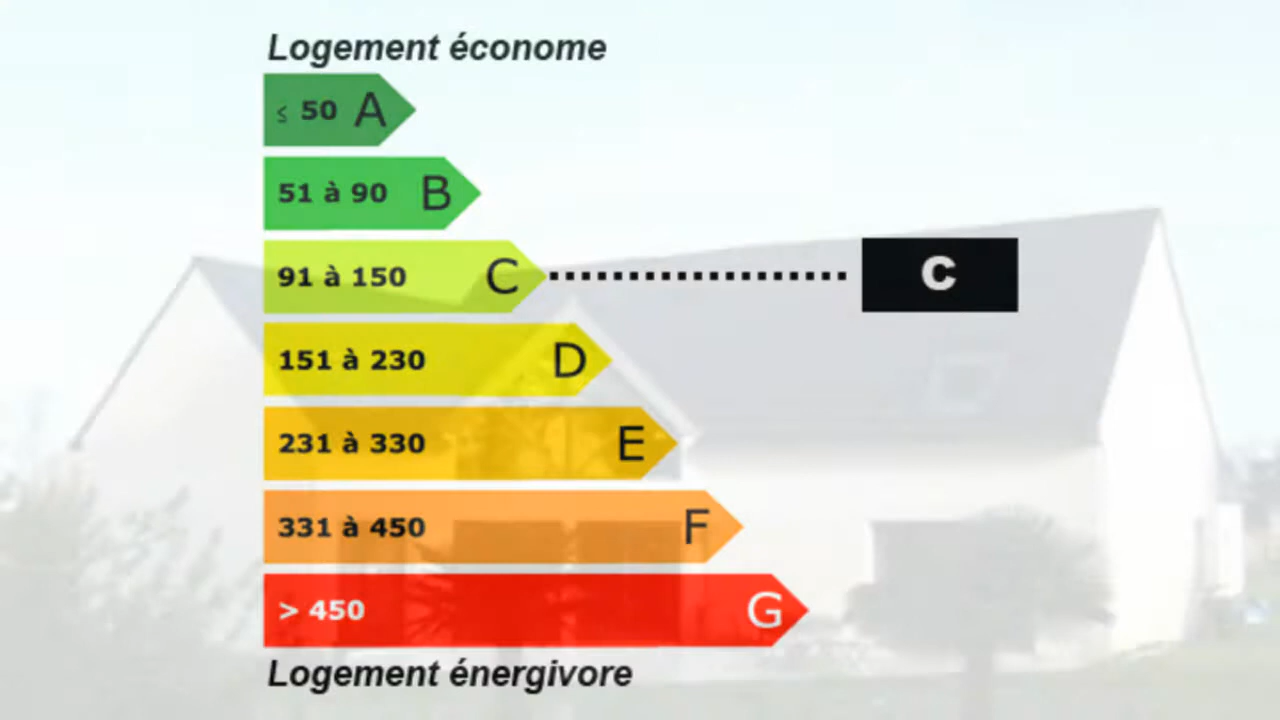 Logement économe
≤ 50 A
51 à 90 B
91 à 150 C
C
151 à 230 D
231 à 330 E
331 à 450 F
> 450 G
Logement énergivore